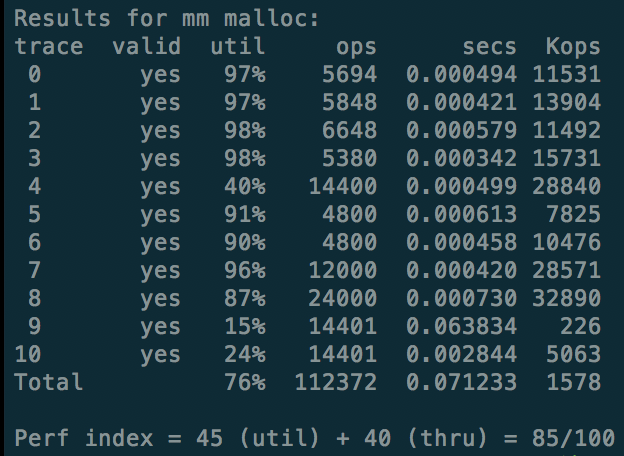 Results for mm malloc:
trace  valid  util     ops      secs  Kops
 0       yes   97%    5694  0.000494 11531
 1       yes   97%    5848  0.000421 13904
 2       yes   98%    6648  0.000579 11492
 3       yes   98%    5380  0.000342 15731
 4       yes   40%   14400  0.000499 28840
 5       yes   91%    4800  0.000613  7825
 6       yes   90%    4800  0.000458 10476
 7       yes   96%   12000  0.000420 28571
 8       yes   87%   24000  0.000730 32890
 9       yes   15%   14401  0.063834   226
10       yes   24%   14401  0.002844  5063
Total          76%  112372  0.071233  1578

Perf index = 45 (util) + 40 (thru) = 85/100